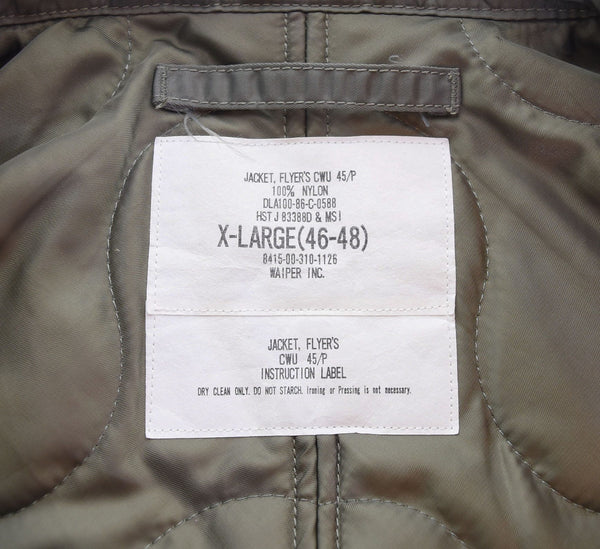 JACKET, FLYER'S CWU 45/P
100% NYLON
DLA100-86-C-0588
HST J 83388D & MSI
X-LARGE(46-48)
8415-00-310-1126
WAIPER INC.
JACKET, FLYER'S
CWU 45/P
INSTRUCTION LABEL
DRY CLEAN ONLY. DO NOT STARCH. Ironing or Pressing is not necessary.